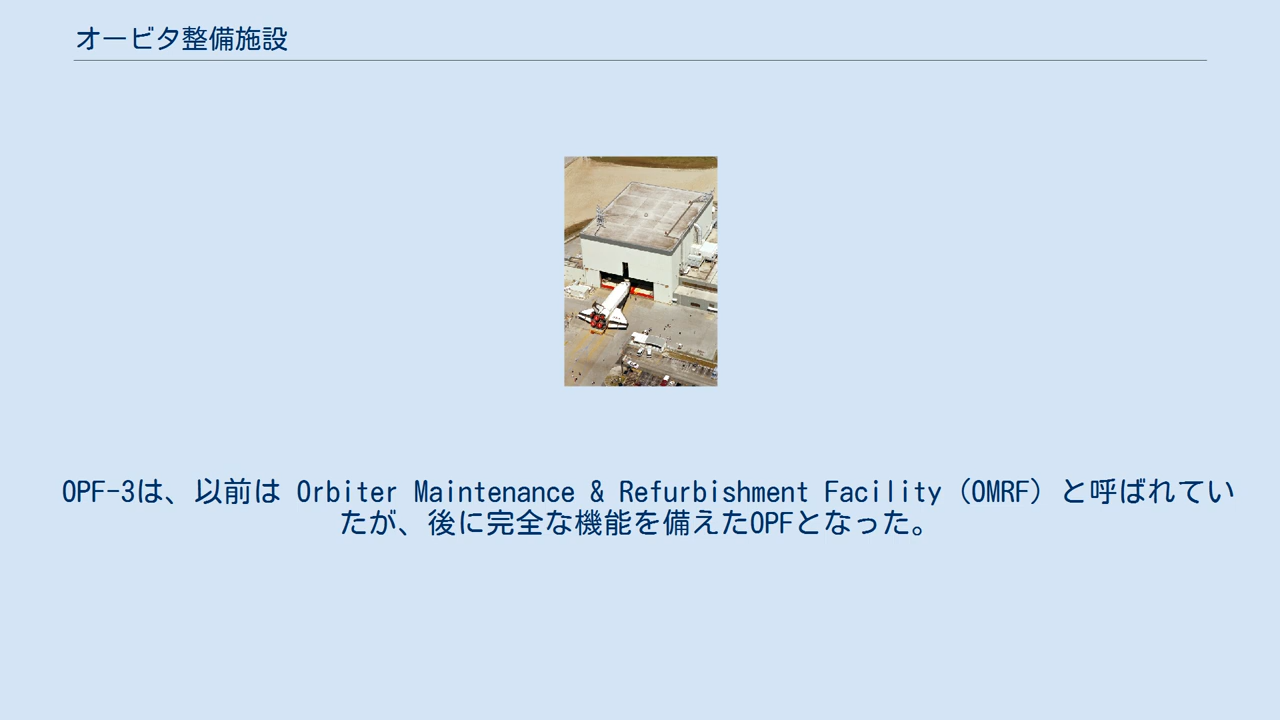 オービタ整備施設
OPF-3は、以前は Orbiter Maintenance & Refurbishment Facility（OMRF）と呼ばれてい
たが、後に完全な機能を備えたOPFとなった。